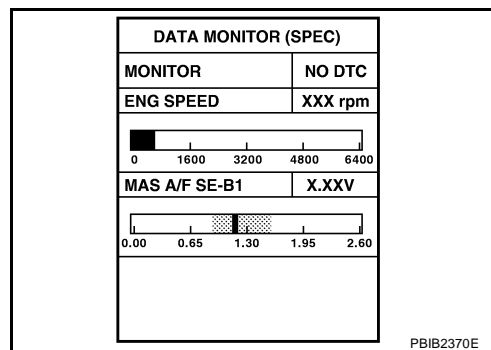 DATA MONITOR (SPEC)
MONITOR NO DTC
ENG SPEED XXX rpm
0 1600 3200 4800 6400
MAS A/F SE-B1 X.XXV
0.00 0.65 1.30 1.95 2.60
PBIB2370E